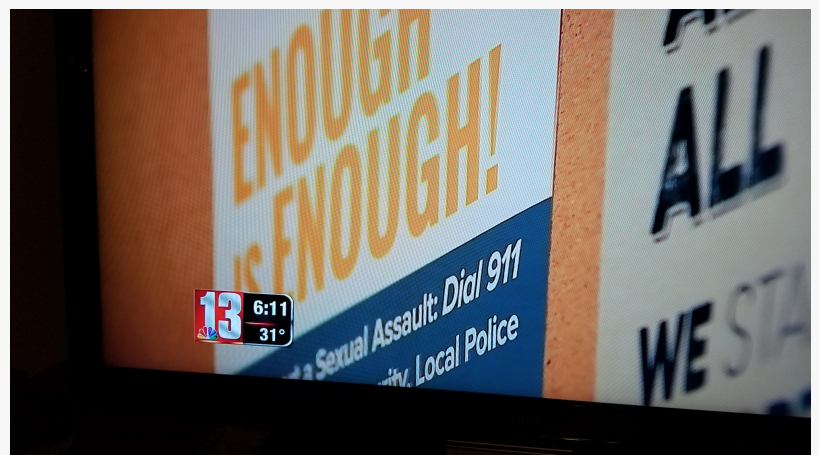 ENOUGH
IS ENOUGH!
a Sexual Assault: Dial 911
Local Police
13
6:11
31°
ALL
WE